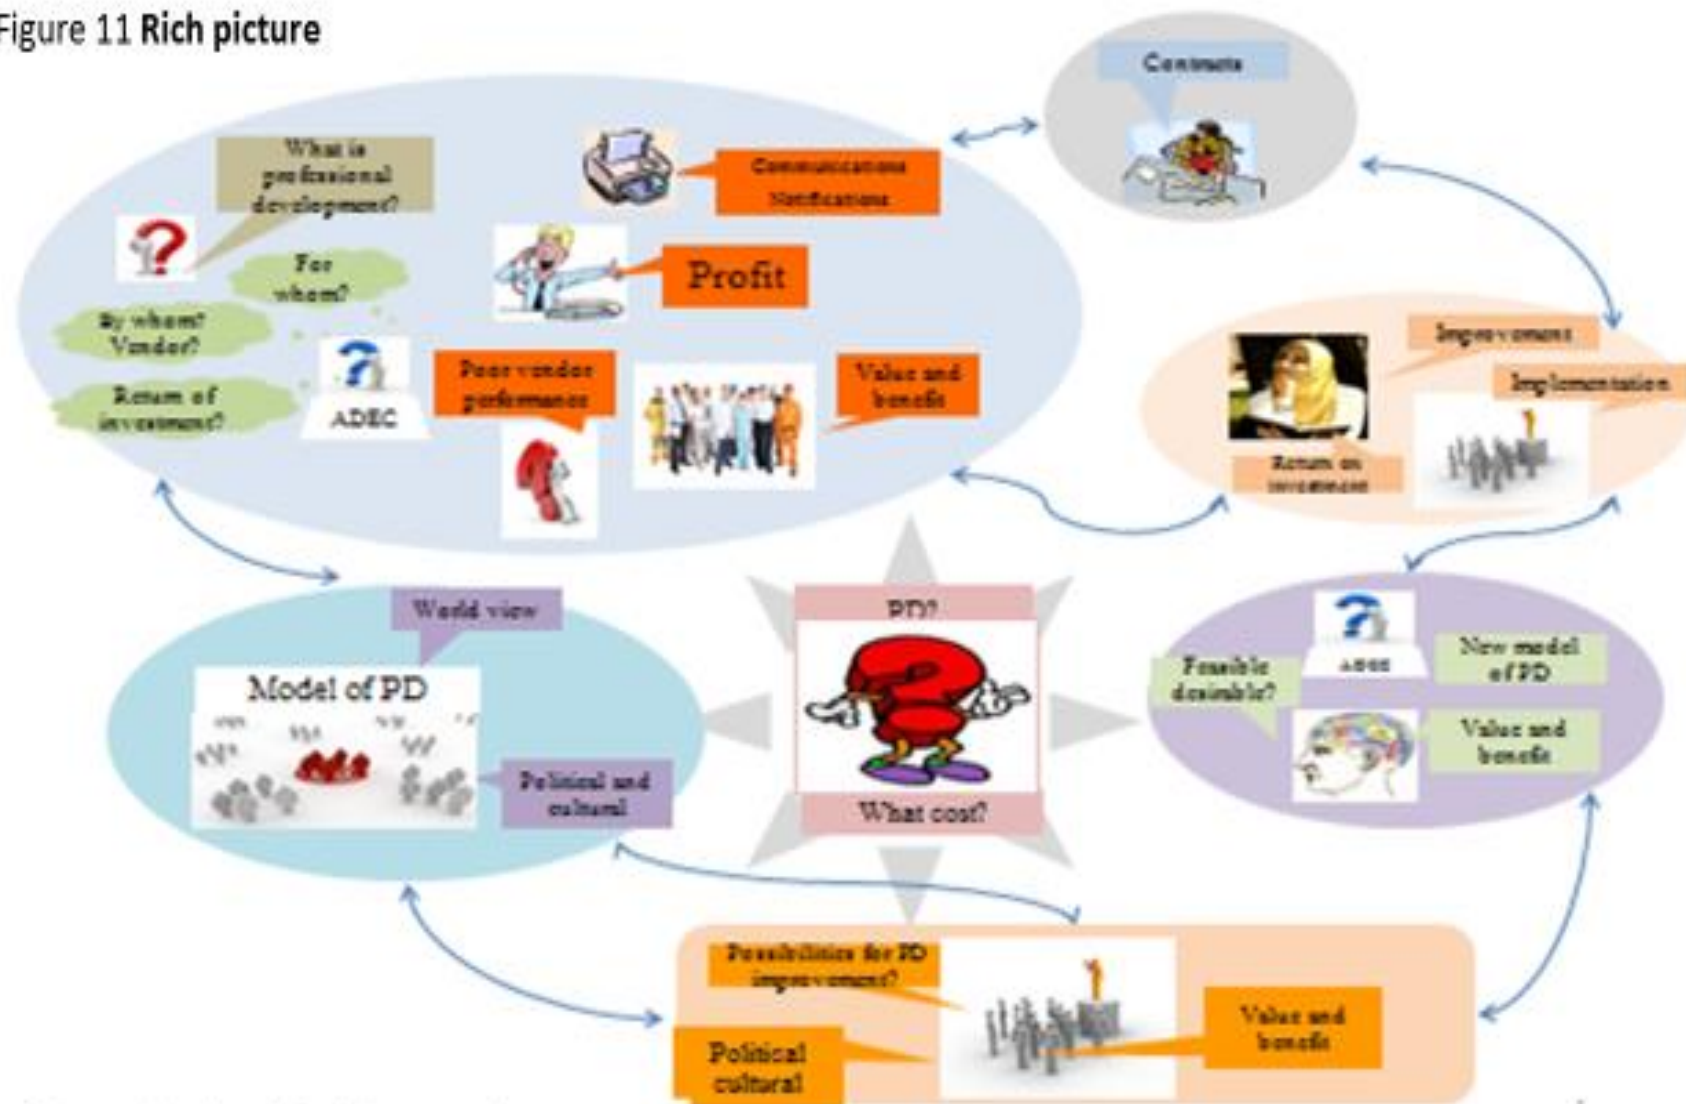 Figure 11 Rich picture
Contracts
What is
professional
development?
Communications
Notifications
For
whom?
Profit
By whom?
Vendor?
Improvement
Poor vendor
performance
Value and
benefit
Implementation
Return of
investment?
ADEC
Return on
investment
World view
PD?
Model of PD
Feasible
desirable?
New model
of PD
Value and
benefit
Political and
cultural
What cost?
Possibilities for PD
improvement?
Value and
benefit
Political
cultural